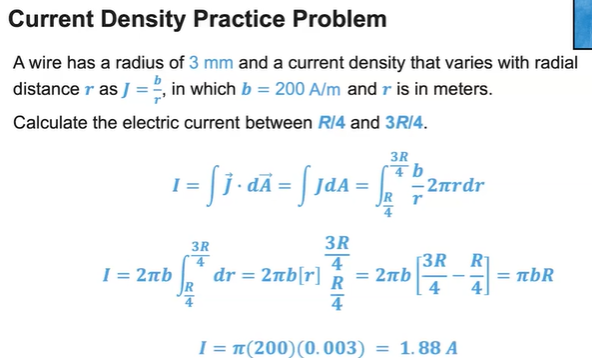 Current Density Practice Problem
A wire has a radius of 3 mm and a current density that varies with radial
distance r as J = b/r, in which b = 200 A/m and r is in meters.
Calculate the electric current between R/4 and 3R/4.
I = ∫ J⃗ · dA⃗ = ∫ JdA = ∫_{R/4}^{3R/4} b/r 2πrdr
I = 2πb ∫_{R/4}^{3R/4} dr = 2πb[r] 3R/4 R/4 = 2πb [3R/4 − R/4] = πbR
I = π(200)(0.003) = 1.88 A